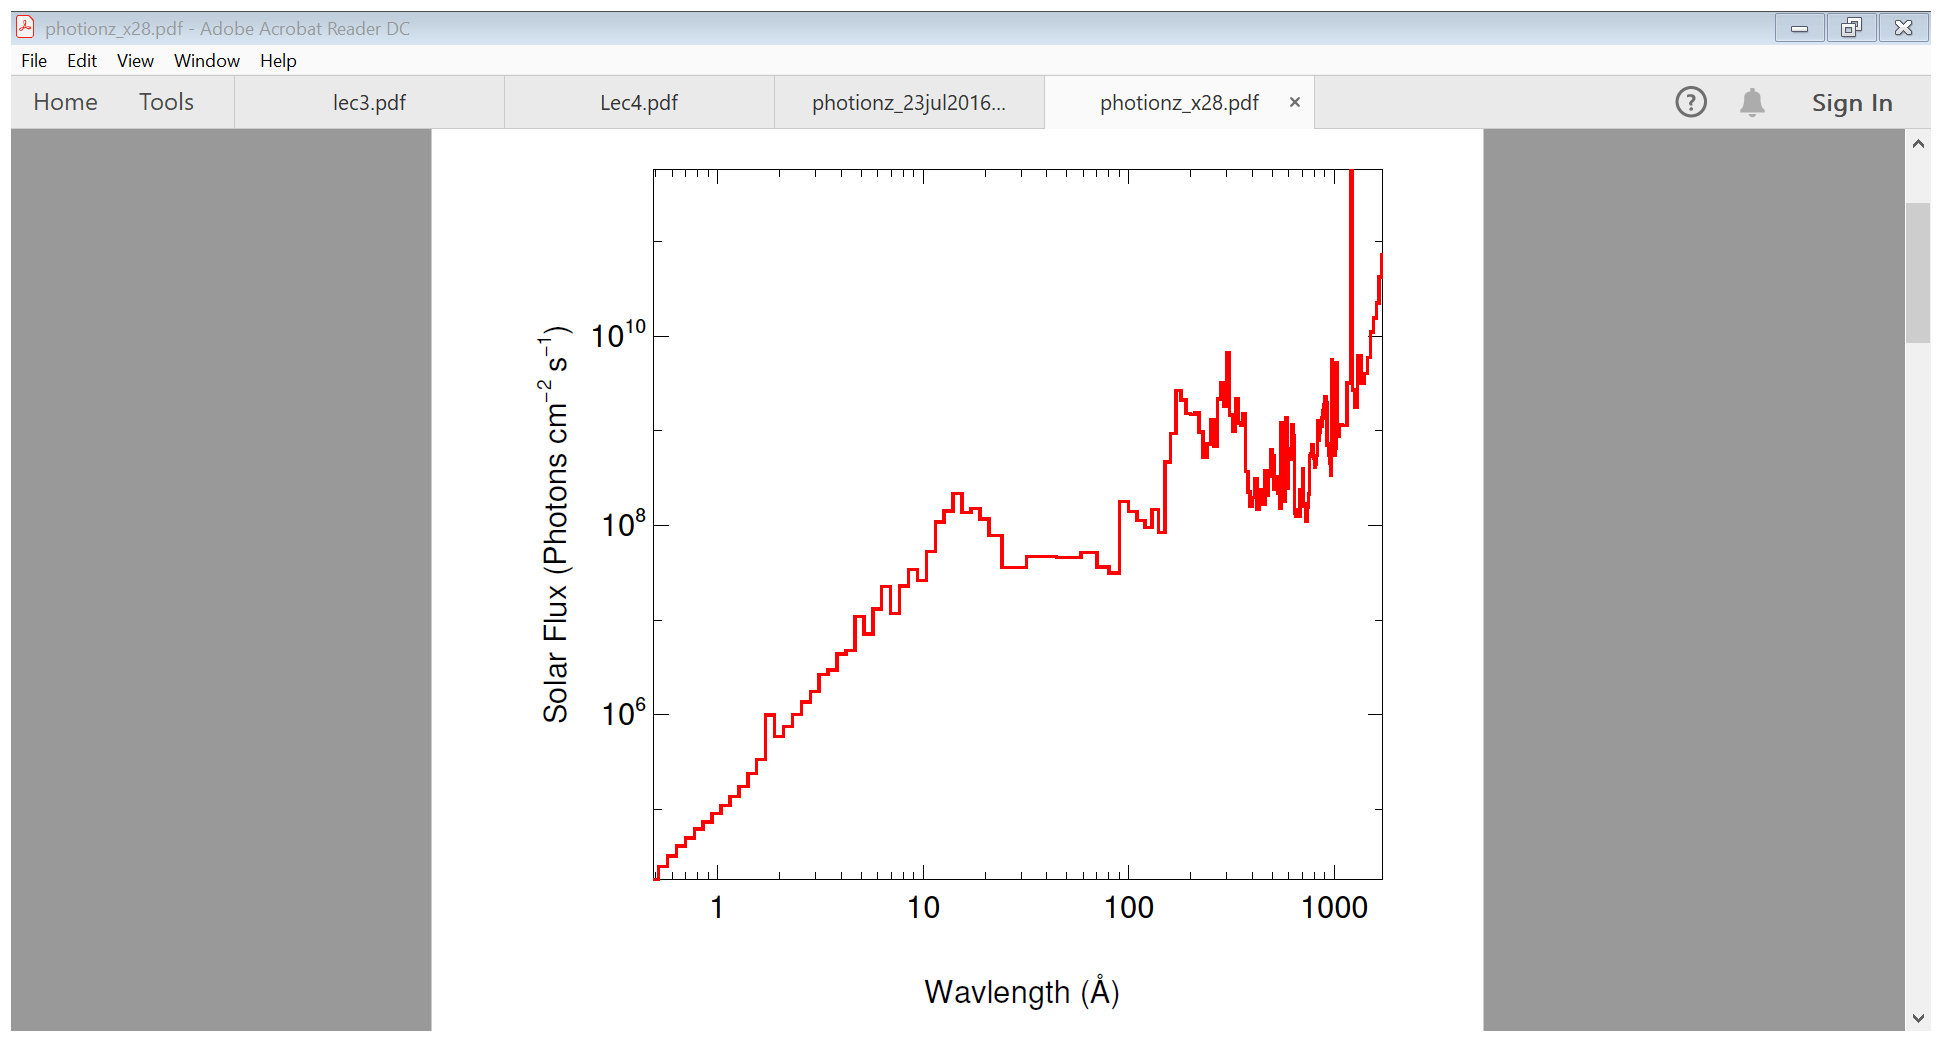 photionz_x28.pdf - Adobe Acrobat Reader DC
File Edit View Window Help
Home Tools lec3.pdf Lec4.pdf photionz_23jul2016... photionz_x28.pdf × ? Sign In
Solar Flux (Photons cm⁻² s⁻¹)
10¹⁰
10⁸
10⁶
1 10 100 1000
Wavlength (Å)